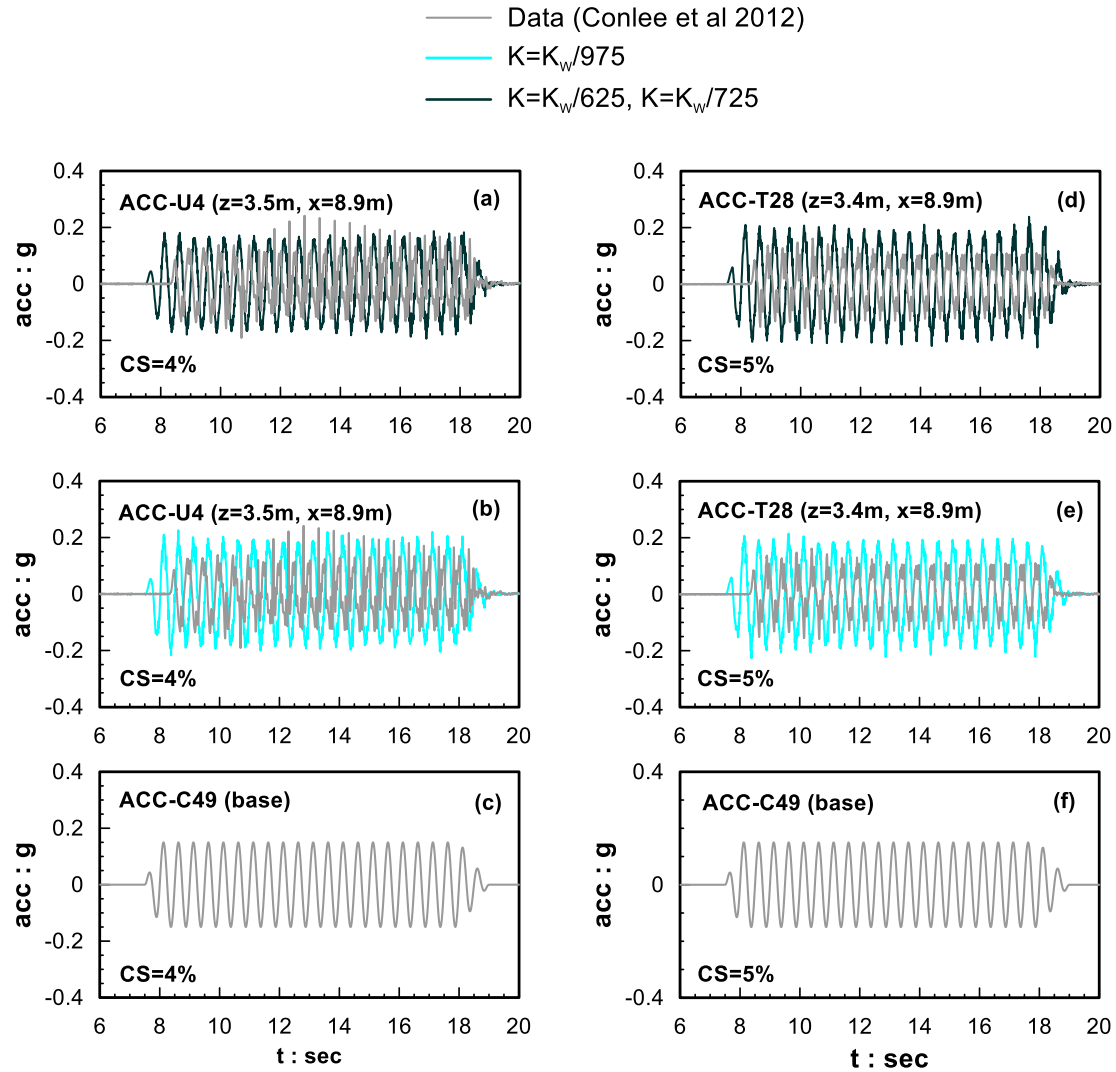 Data (Conlee et al 2012)
K=Kw/975
K=Kw/625, K=Kw/725
0.4
0.2
0
-0.2
-0.4
acc : g
ACC-U4 (z=3.5m, x=8.9m)
(a)
CS=4%
6 8 10 12 14 16 18 20
0.4
0.2
0
-0.2
-0.4
acc : g
ACC-T28 (z=3.4m, x=8.9m)
(d)
CS=5%
6 8 10 12 14 16 18 20
0.4
0.2
0
-0.2
-0.4
acc : g
ACC-U4 (z=3.5m, x=8.9m)
(b)
CS=4%
6 8 10 12 14 16 18 20
0.4
0.2
0
-0.2
-0.4
acc : g
ACC-T28 (z=3.4m, x=8.9m)
(e)
CS=5%
6 8 10 12 14 16 18 20
0.4
0.2
0
-0.2
-0.4
acc : g
ACC-C49 (base)
(c)
CS=4%
6 8 10 12 14 16 18 20
t : sec
0.4
0.2
0
-0.2
-0.4
acc : g
ACC-C49 (base)
(f)
CS=5%
6 8 10 12 14 16 18 20
t : sec